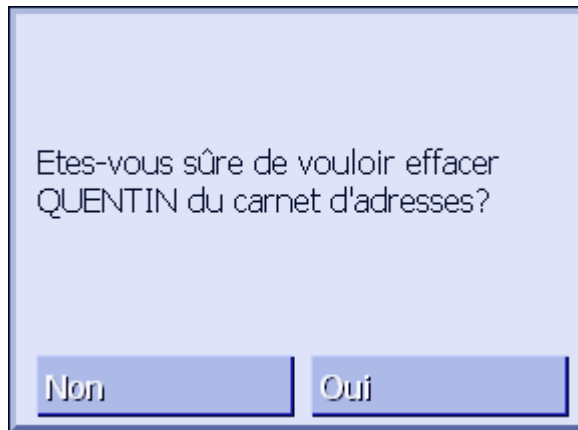 Etes-vous sûre de vouloir effacer
QUENTIN du carnet d'adresses?
Non
Oui